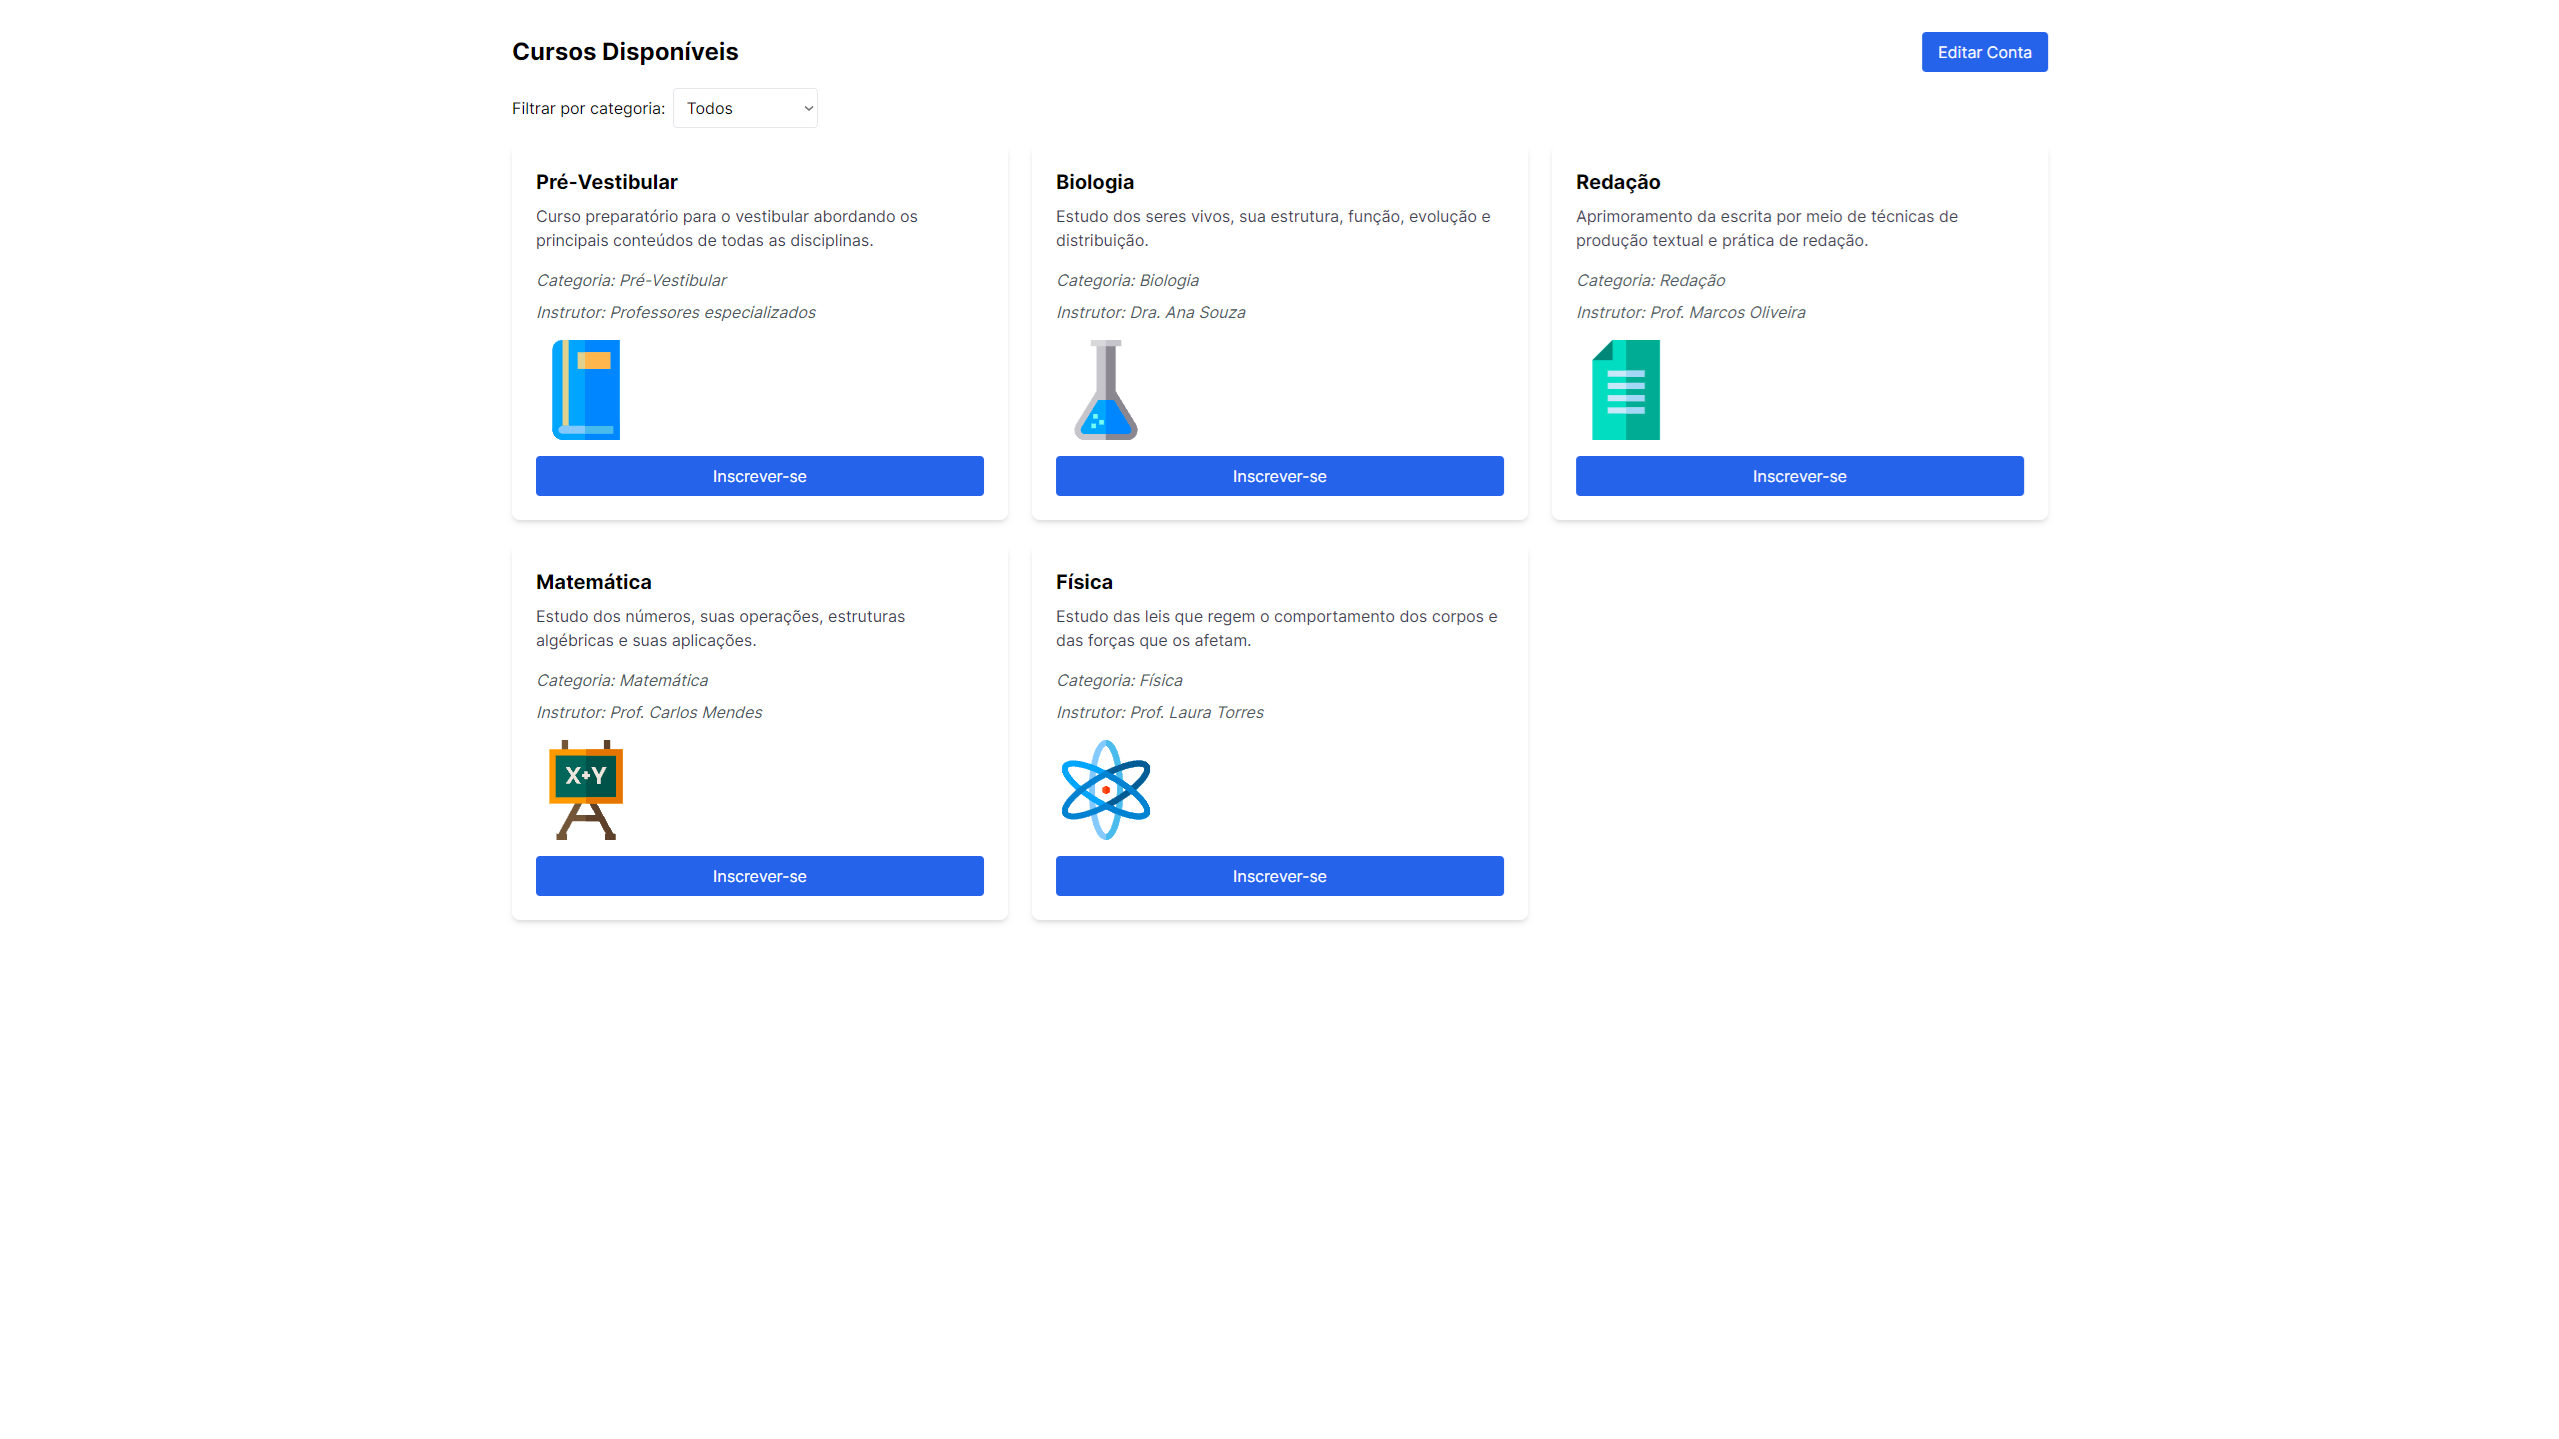 Cursos Disponíveis
Editar Conta
Filtrar por categoria:
Todos
Pré-Vestibular
Curso preparatório para o vestibular abordando os
principais conteúdos de todas as disciplinas.
Categoria: Pré-Vestibular
Instrutor: Professores especializados
Inscrever-se
Biologia
Estudo dos seres vivos, sua estrutura, função, evolução e
distribuição.
Categoria: Biologia
Instrutor: Dra. Ana Souza
Inscrever-se
Redação
Aprimoramento da escrita por meio de técnicas de
produção textual e prática de redação.
Categoria: Redação
Instrutor: Prof. Marcos Oliveira
Inscrever-se
Matemática
Estudo dos números, suas operações, estruturas
algébricas e suas aplicações.
Categoria: Matemática
Instrutor: Prof. Carlos Mendes
X+Y
Inscrever-se
Física
Estudo das leis que regem o comportamento dos corpos e
das forças que os afetam.
Categoria: Física
Instrutor: Prof. Laura Torres
Inscrever-se